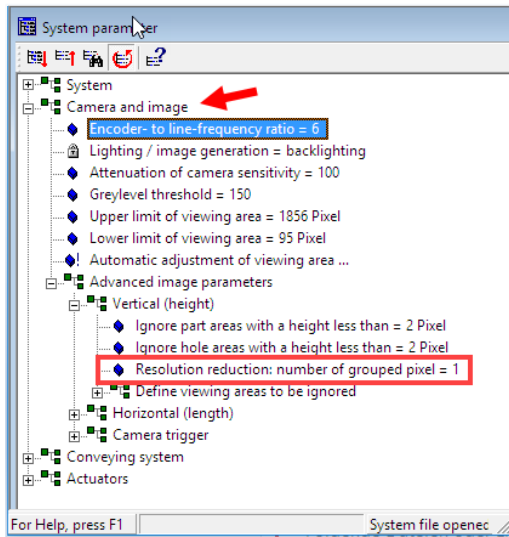 System parameter
System
Camera and image
Encoder- to line-frequency ratio = 6
Lighting / image generation = backlighting
Attenuation of camera sensitivity = 100
Greylevel threshold = 150
Upper limit of viewing area = 1856 Pixel
Lower limit of viewing area = 95 Pixel
Automatic adjustment of viewing area ...
Advanced image parameters
Vertical (height)
Ignore part areas with a height less than = 2 Pixel
Ignore hole areas with a height less than = 2 Pixel
Resolution reduction: number of grouped pixel = 1
Define viewing areas to be ignored
Horizontal (length)
Camera trigger
Conveying system
Actuators
For Help, press F1 System file openec